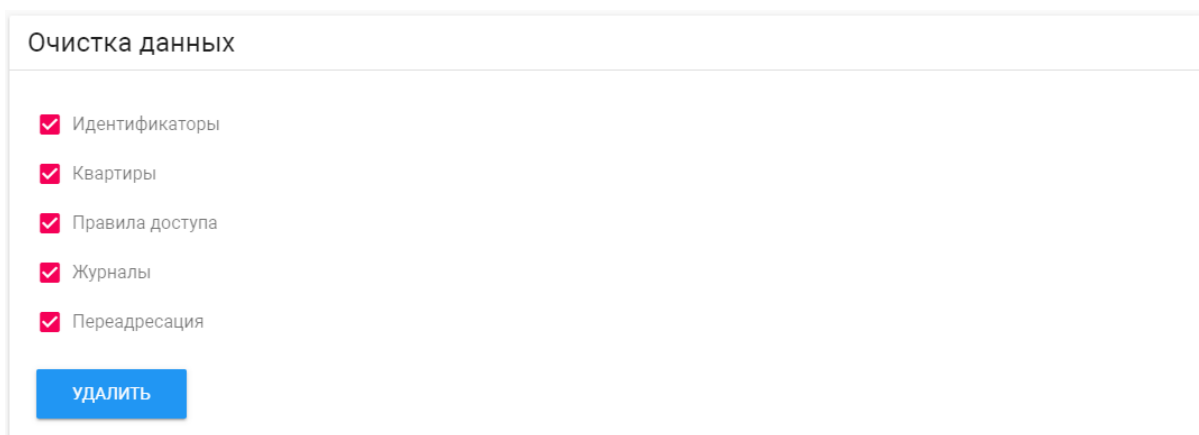 Очистка данных
Идентификаторы
Квартиры
Правила доступа
Журналы
Переадресация
УДАЛИТЬ